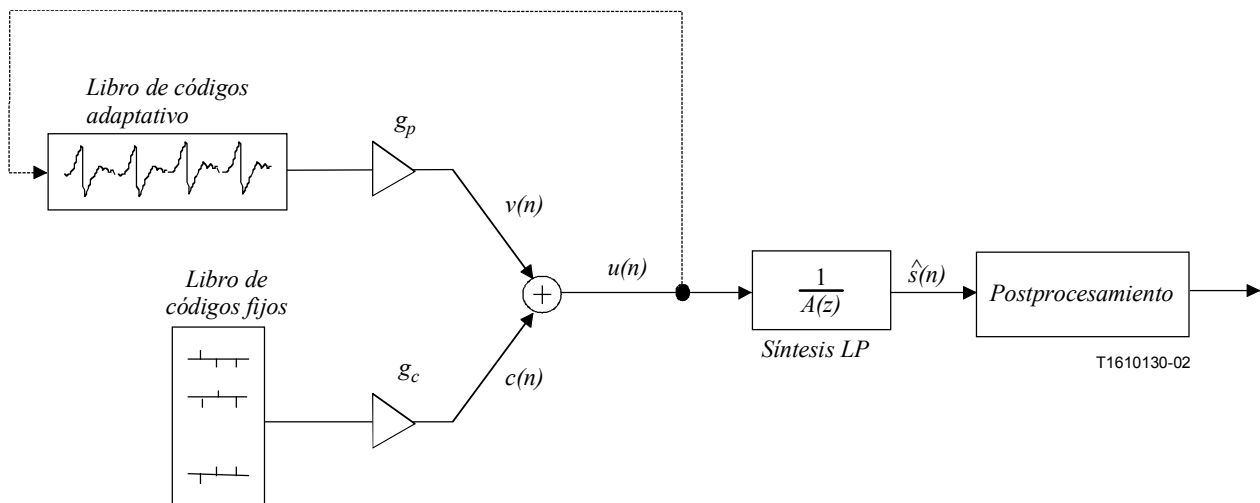 Libro de códigos
adaptativo
g_p
v(n)
Libro de
códigos fijos
g_c
c(n)
+
u(n)
1
A(z)
Síntesis LP
ŝ(n)
Postprocesamiento
T1610130-02